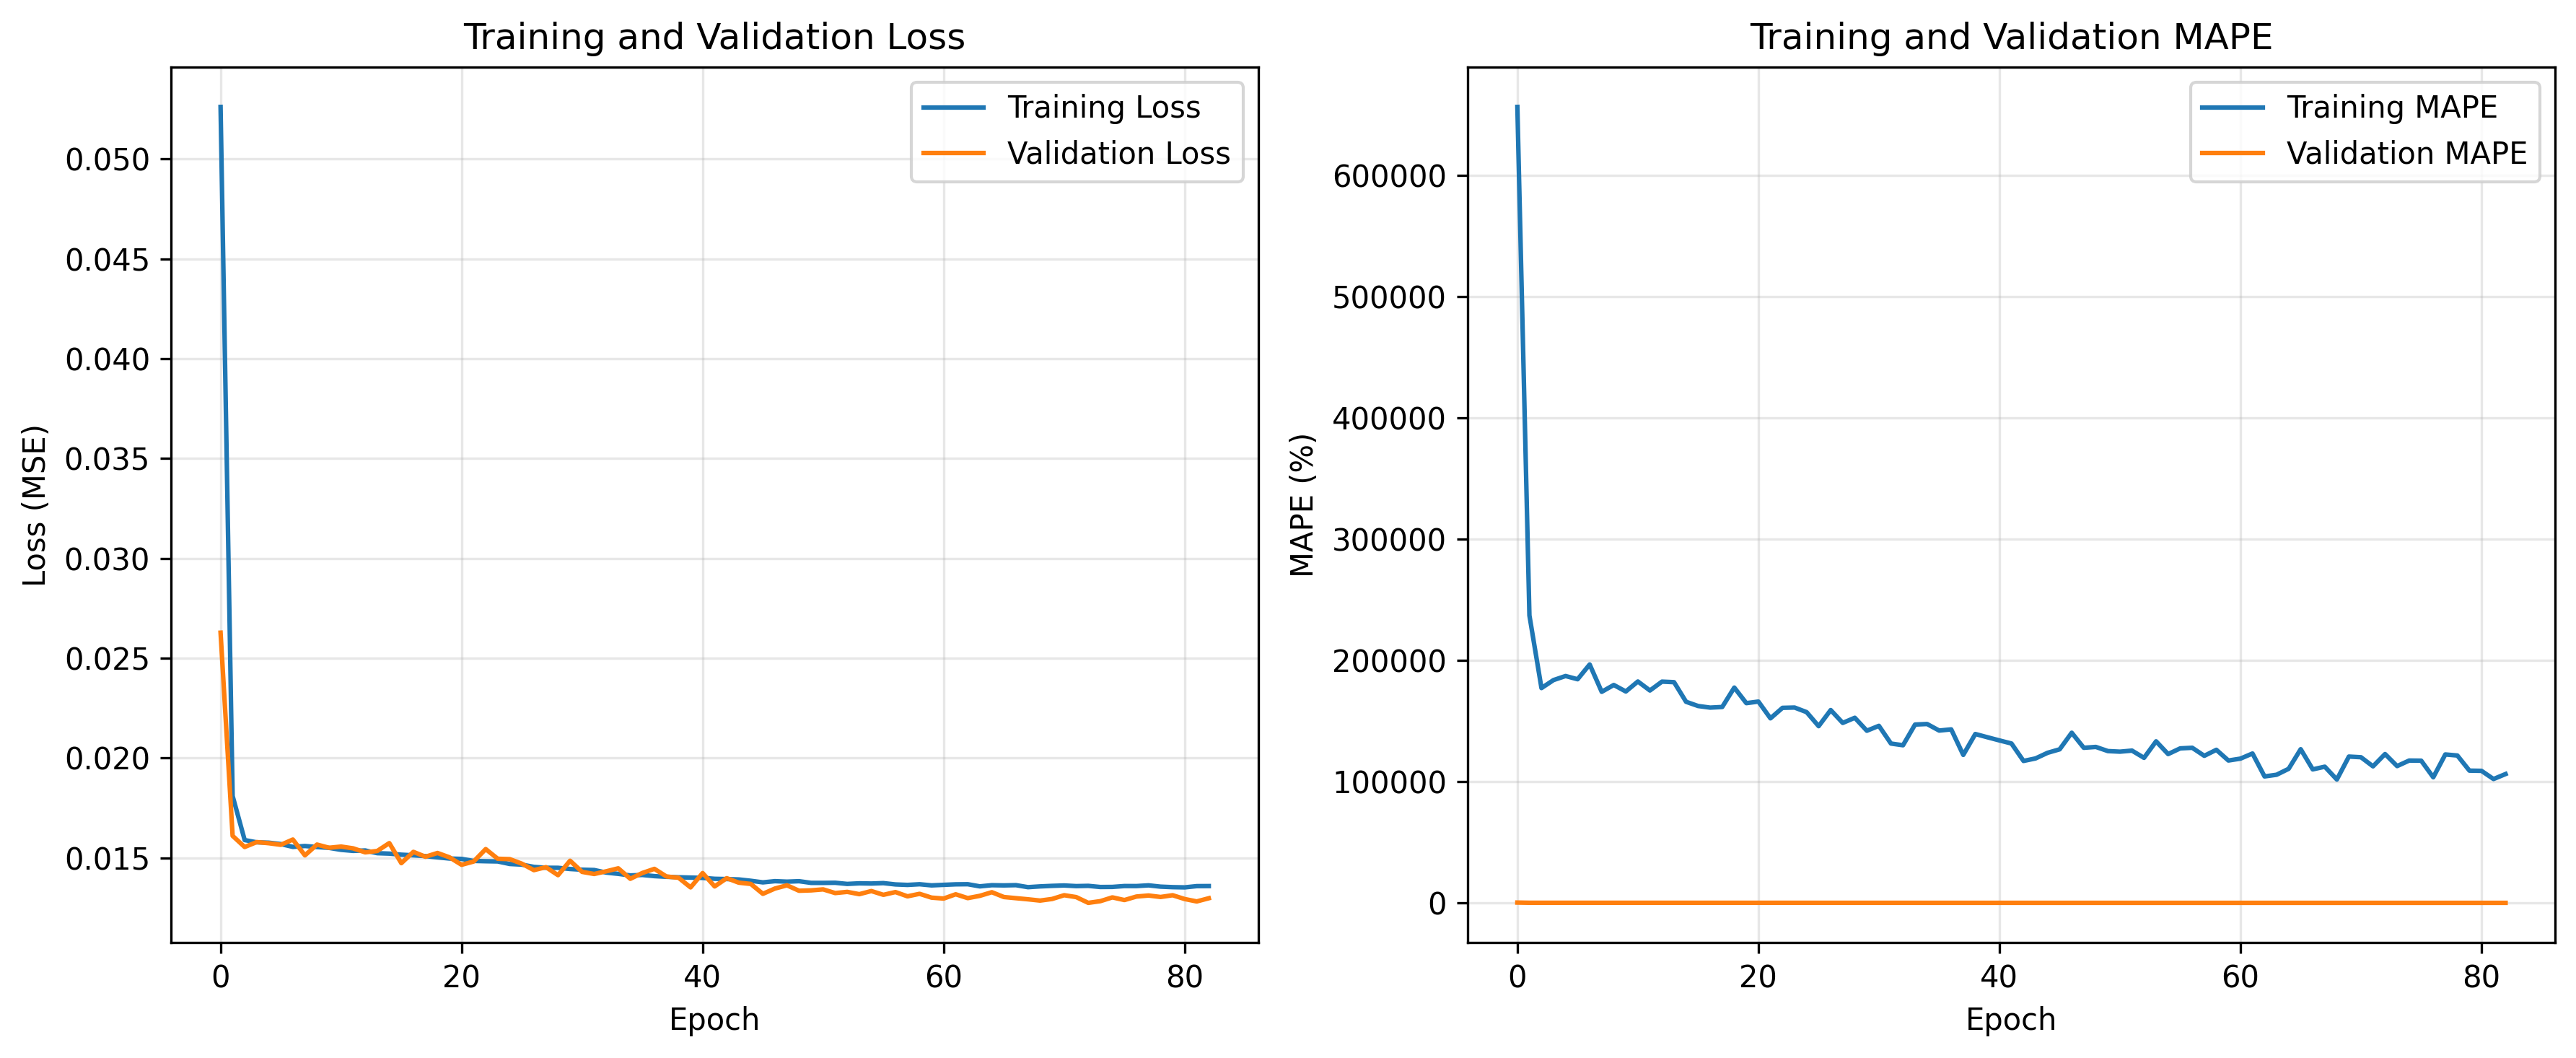 Training and Validation Loss
Training Loss
Validation Loss
0.050
0.045
0.040
0.035
0.030
0.025
0.020
0.015
Loss (MSE)
0 20 40 60 80
Epoch
Training and Validation MAPE
Training MAPE
Validation MAPE
600000
500000
400000
300000
200000
100000
0
MAPE (%)
0 20 40 60 80
Epoch